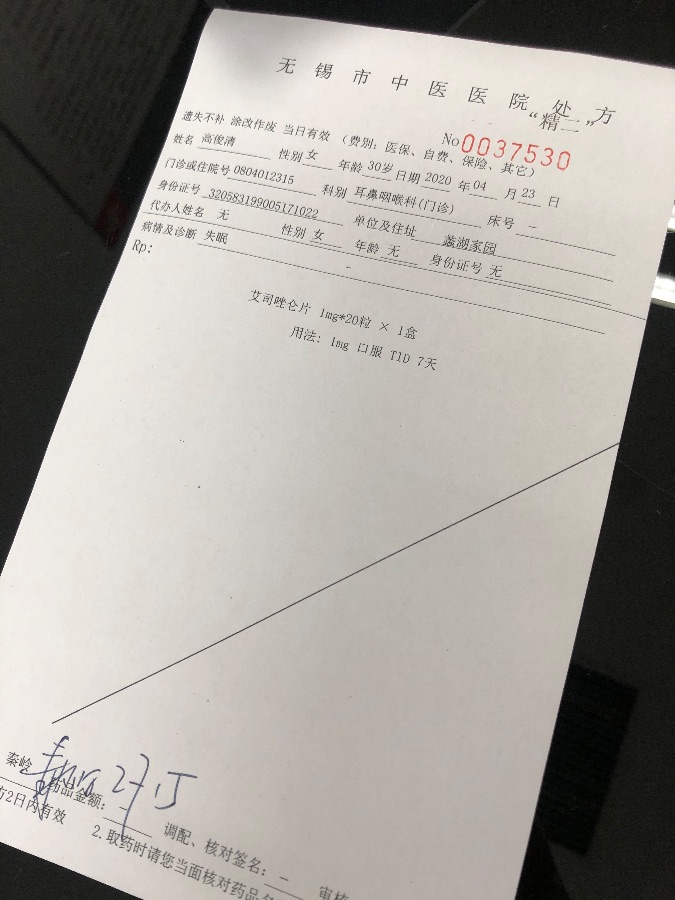 无锡市中医医院处方
“精二”
No 0037530
遗失不补 涂改作废 当日有效 （费别：医保、自费、保险、其它）
姓名 高俊清 性别 女 年龄 30岁 日期 2020 年 04 月 23 日
门诊或住院号 0804012315 科别 耳鼻咽喉科(门诊) 床号 －
身份证号 320583199005171022 单位及住址 蠡湖家园
代办人姓名 无 性别 女 年龄 无 身份证号 无
病情及诊断 失眠 －
Rp:
艾司唑仑片 1mg*20粒 × 1盒
用法: 1mg 口服 TID 7天
秦岭 药品金额: － 调配、核对签名: － 审核
方2日内有效 2.取药时请您当面核对药品名